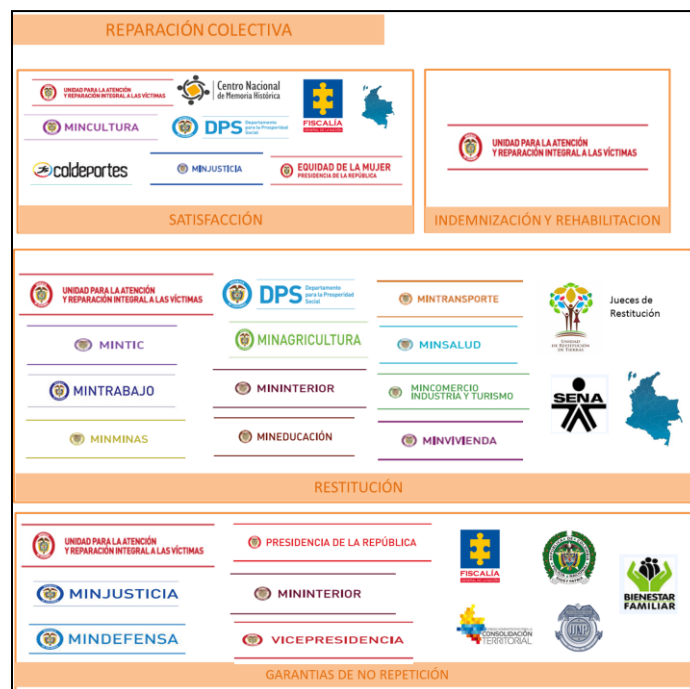 REPARACIÓN COLECTIVA
UNIDAD PARA LA ATENCIÓN
Y REPARACIÓN INTEGRAL A LAS VÍCTIMAS
Centro Nacional
de Memoria Histórica
FISCALÍA
MINCULTURA
DPS
Departamento
para la Prosperidad
Social
coldeportes
MINJUSTICIA
EQUIDAD DE LA MUJER
PRESIDENCIA DE LA REPÚBLICA
SATISFACCIÓN
UNIDAD PARA LA ATENCIÓN
Y REPARACIÓN INTEGRAL A LAS VÍCTIMAS
INDEMNIZACIÓN Y REHABILITACION
UNIDAD PARA LA ATENCIÓN
Y REPARACIÓN INTEGRAL A LAS VÍCTIMAS
DPS
Departamento
para la Prosperidad
Social
MINTRANSPORTE
UNIDAD
DE RESTITUCIÓN
DE TIERRAS
Jueces de
Restitución
MINTIC
MINAGRICULTURA
MINSALUD
MINTRABAJO
MININTERIOR
MINCOMERCIO
INDUSTRIA Y TURISMO
SENA
MINMINAS
MINEDUCACIÓN
MINVIVIENDA
RESTITUCIÓN
UNIDAD PARA LA ATENCIÓN
Y REPARACIÓN INTEGRAL A LAS VÍCTIMAS
PRESIDENCIA DE LA REPÚBLICA
FISCALÍA
BIENESTAR
FAMILIAR
MINJUSTICIA
MININTERIOR
MINDEFENSA
VICEPRESIDENCIA
CONSOLIDACIÓN
TERRITORIAL
UNP
GARANTIAS DE NO REPETICIÓN